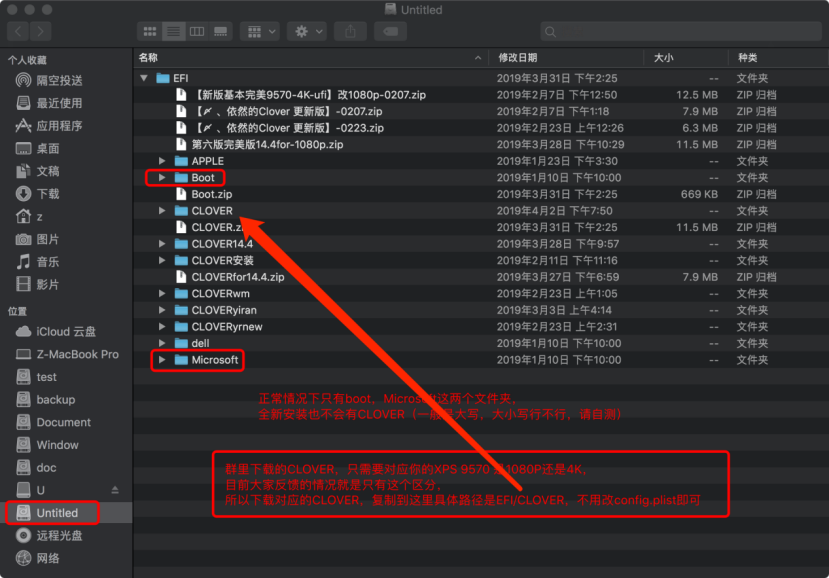 Untitled
个人收藏
隔空投送
最近使用
应用程序
桌面
文稿
下载
z
图片
音乐
影片
位置
iCloud 云盘
Z-MacBook Pro
test
backup
Document
Window
doc
U
Untitled
远程光盘
网络
名称 修改日期 大小 种类
EFI 2019年3月31日 下午2:25 -- 文件夹
【新版基本完美9570-4K-ufi】改1080p-0207.zip 2019年2月7日 下午12:50 12.5 MB ZIP 归档
、依然的Clover 更新版】-0207.zip 2019年2月7日 下午1:18 7.9 MB ZIP 归档
、依然的Clover 更新版】-0223.zip 2019年2月23日 上午12:26 6.3 MB ZIP 归档
第六版完美版14.4for-1080p.zip 2019年3月28日 下午10:29 11.5 MB ZIP 归档
APPLE 2019年1月23日 下午3:30 -- 文件夹
Boot 2019年1月10日 下午10:00 -- 文件夹
Boot.zip 2019年3月31日 下午2:25 669 KB ZIP 归档
CLOVER 2019年4月2日 下午7:50 -- 文件夹
CLOVER.z 2019年3月31日 下午2:25 11.5 MB ZIP 归档
CLOVER14.4 2019年3月28日 下午9:57 -- 文件夹
CLOVER安装 2019年2月11日 下午11:16 -- 文件夹
CLOVERfor14.4.zip 2019年3月27日 下午6:59 7.9 MB ZIP 归档
CLOVERwm 2019年2月23日 上午1:05 -- 文件夹
CLOVERyiran 2019年3月3日 上午4:14 -- 文件夹
CLOVERyrnew 2019年2月23日 上午2:31 -- 文件夹
dell 2019年1月10日 下午10:00 -- 文件夹
Microsoft 2019年1月10日 下午10:00 -- 文件夹
正常情况下只有boot，Microsoft这两个文件夹，
全新安装也不会有CLOVER（一般是大写，大小写行不行，请自测）
群里下载的CLOVER，只需要对应你的XPS 9570 是1080P还是4K，
目前大家反馈的情况就是只有这个区分，
所以下载对应的CLOVER，复制到这里具体路径是EFI/CLOVER，不用改config.plist即可